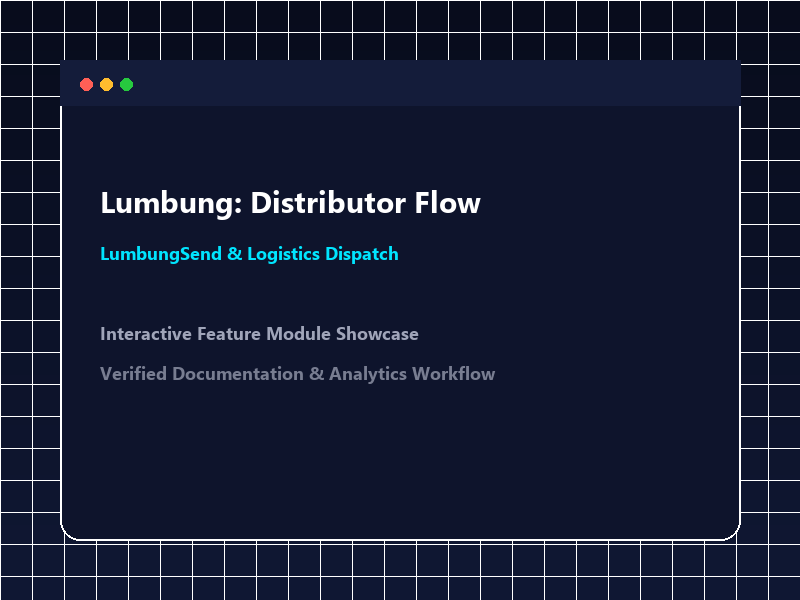 Lumbung: Distributor Flow
LumbungSend & Logistics Dispatch
Interactive Feature Module Showcase
Verified Documentation & Analytics Workflow